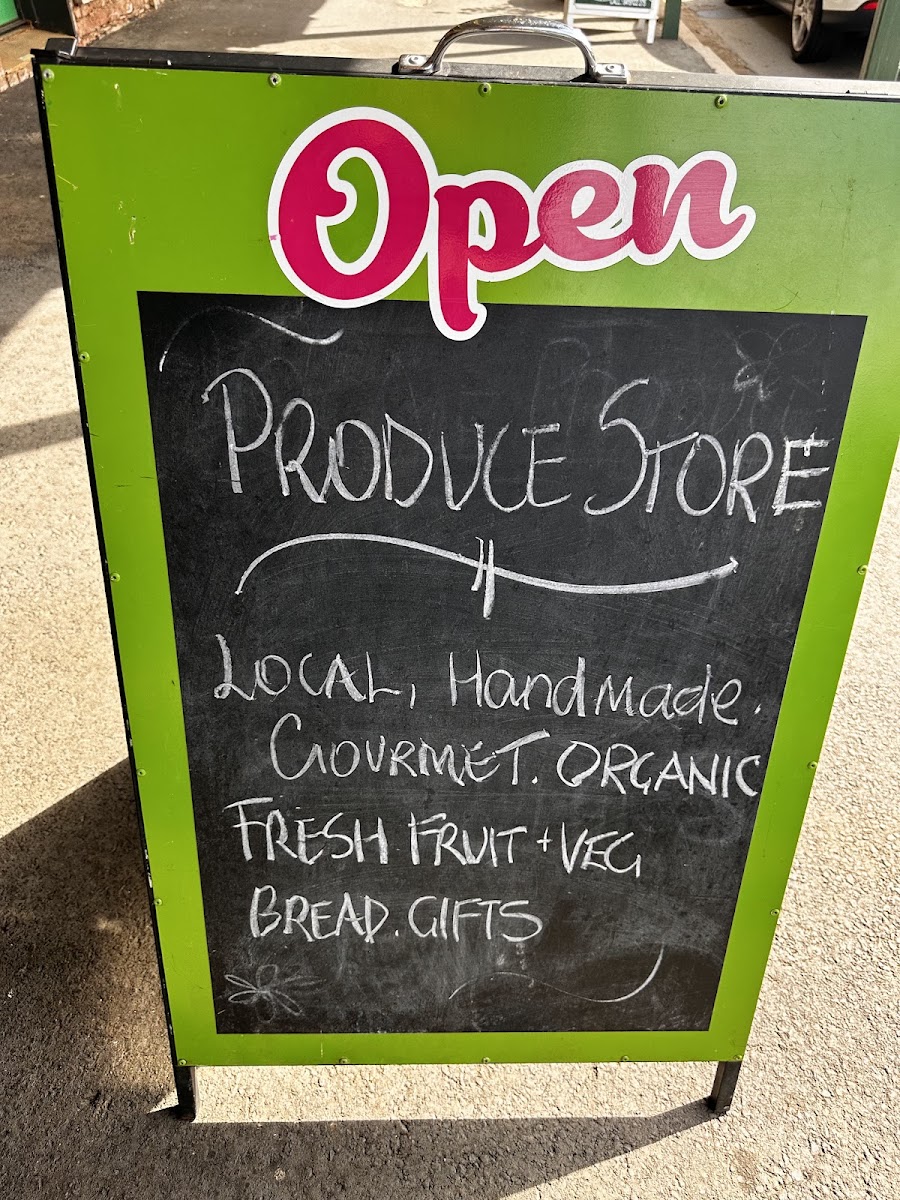 Open
PRODUCE STORE
LOCAL, Handmade.
GOURMET. ORGANIC
FRESH FRUIT + VEG
BREAD. GIFTS